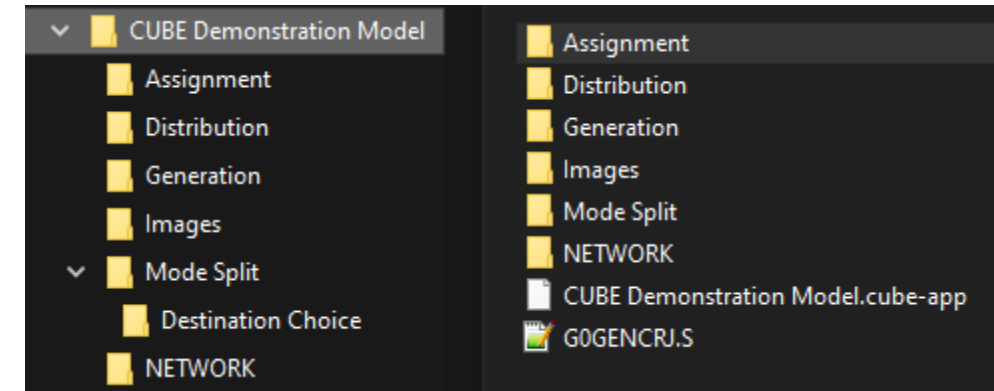 CUBE Demonstration Model
Assignment
Distribution
Generation
Images
Mode Split
Destination Choice
NETWORK
Assignment
Distribution
Generation
Images
Mode Split
NETWORK
CUBE Demonstration Model.cube-app
G0GENCRJ.S